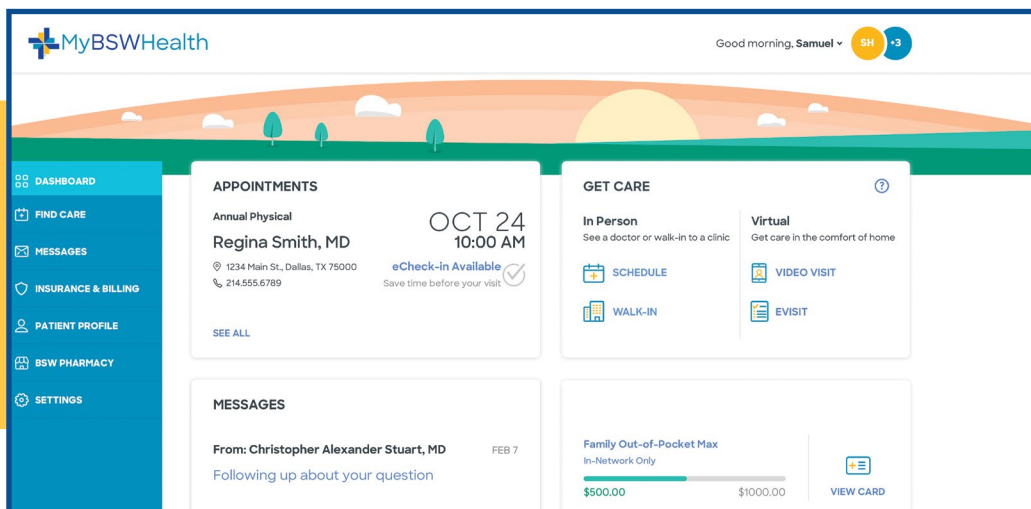 MyBSWHealth
Good morning, Samuel
SH
+3
DASHBOARD
FIND CARE
MESSAGES
INSURANCE & BILLING
PATIENT PROFILE
BSW PHARMACY
SETTINGS
APPOINTMENTS
Annual Physical
Regina Smith, MD
1234 Main St., Dallas, TX 75000
214.555.6789
OCT 24
10:00 AM
eCheck-in Available
Save time before your visit
SEE ALL
GET CARE
?
In Person
See a doctor or walk-in to a clinic
SCHEDULE
WALK-IN
Virtual
Get care in the comfort of home
VIDEO VISIT
EVISIT
MESSAGES
From: Christopher Alexander Stuart, MD
FEB 7
Following up about your question
Family Out-of-Pocket Max
In-Network Only
$500.00
$1000.00
VIEW CARD